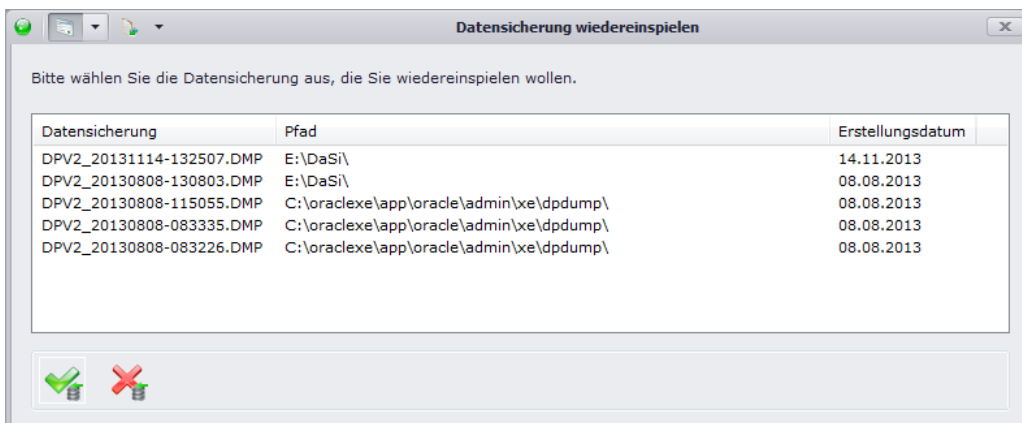 Datensicherung wiedereinspielen
Bitte wählen Sie die Datensicherung aus, die Sie wiedereinspielen wollen.
Datensicherung Pfad Erstellungsdatum
DPV2_20131114-132507.DMP E:\DaSi\ 14.11.2013
DPV2_20130808-130803.DMP E:\DaSi\ 08.08.2013
DPV2_20130808-115055.DMP C:\oraclexe\app\oracle\admin\xe\dpdump\ 08.08.2013
DPV2_20130808-083335.DMP C:\oraclexe\app\oracle\admin\xe\dpdump\ 08.08.2013
DPV2_20130808-083226.DMP C:\oraclexe\app\oracle\admin\xe\dpdump\ 08.08.2013